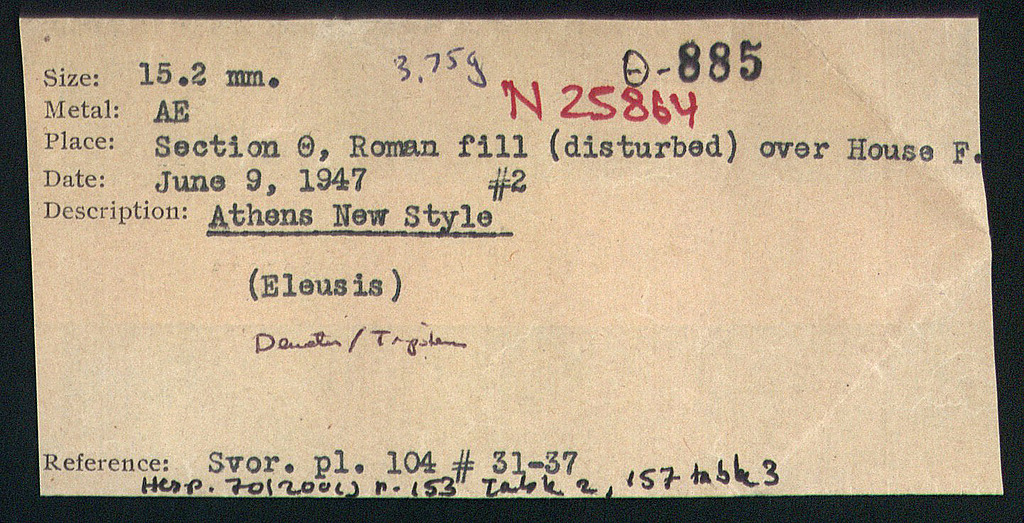 3.75g Θ-885
Size: 15.2 mm.
N 25864
Metal: AE
Place: Section Θ, Roman fill (disturbed) over House F.
Date: June 9, 1947 #2
Description: Athens New Style
(Eleusis)
Demeter / Triptolem
Reference: Svor. pl. 104 # 31-37
Hesp. 70 (2001) p. 153 Table 2, 157 table 3